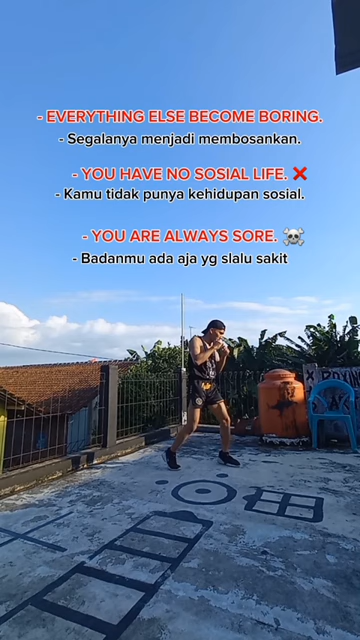 - EVERYTHING ELSE BECOME BORING.
- Segalanya menjadi membosankan.
- YOU HAVE NO SOSIAL LIFE. ❌
- Kamu tidak punya kehidupan sosial.
- YOU ARE ALWAYS SORE. ☠️
- Badanmu ada aja yg slalu sakit